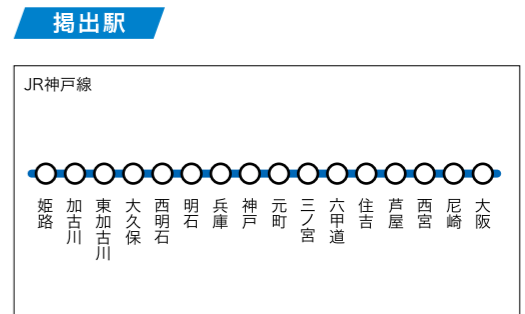 掲出駅
JR神戸線
姫路
加古川
東加古川
大久保
西明石
明石
兵庫
神戸
元町
三ノ宮
六甲道
住吉
芦屋
西宮
尼崎
大阪